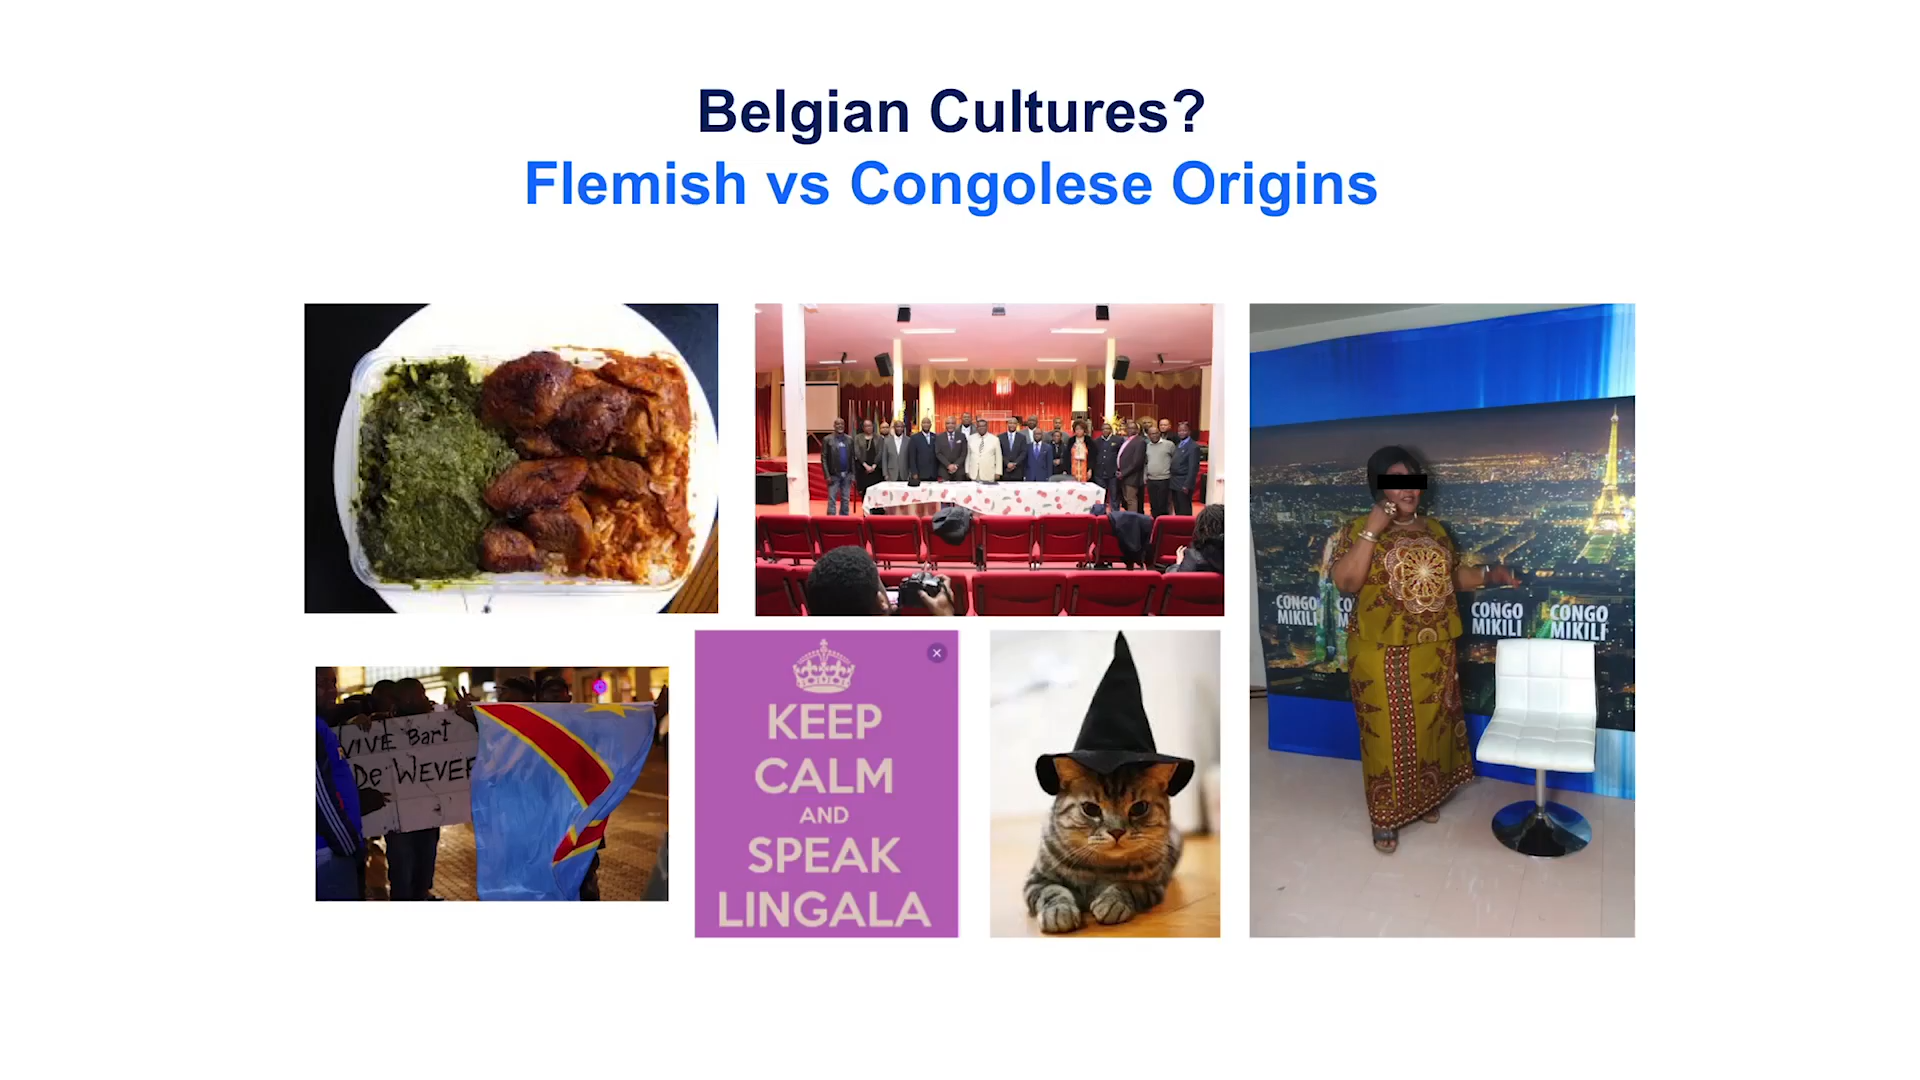 Belgian Cultures?
Flemish vs Congolese Origins
VIVE Bart
De WEVER
KEEP
CALM
AND
SPEAK
LINGALA
CONGO
MIKILI
CONGO
MIKILI
CONGO
MIKILI